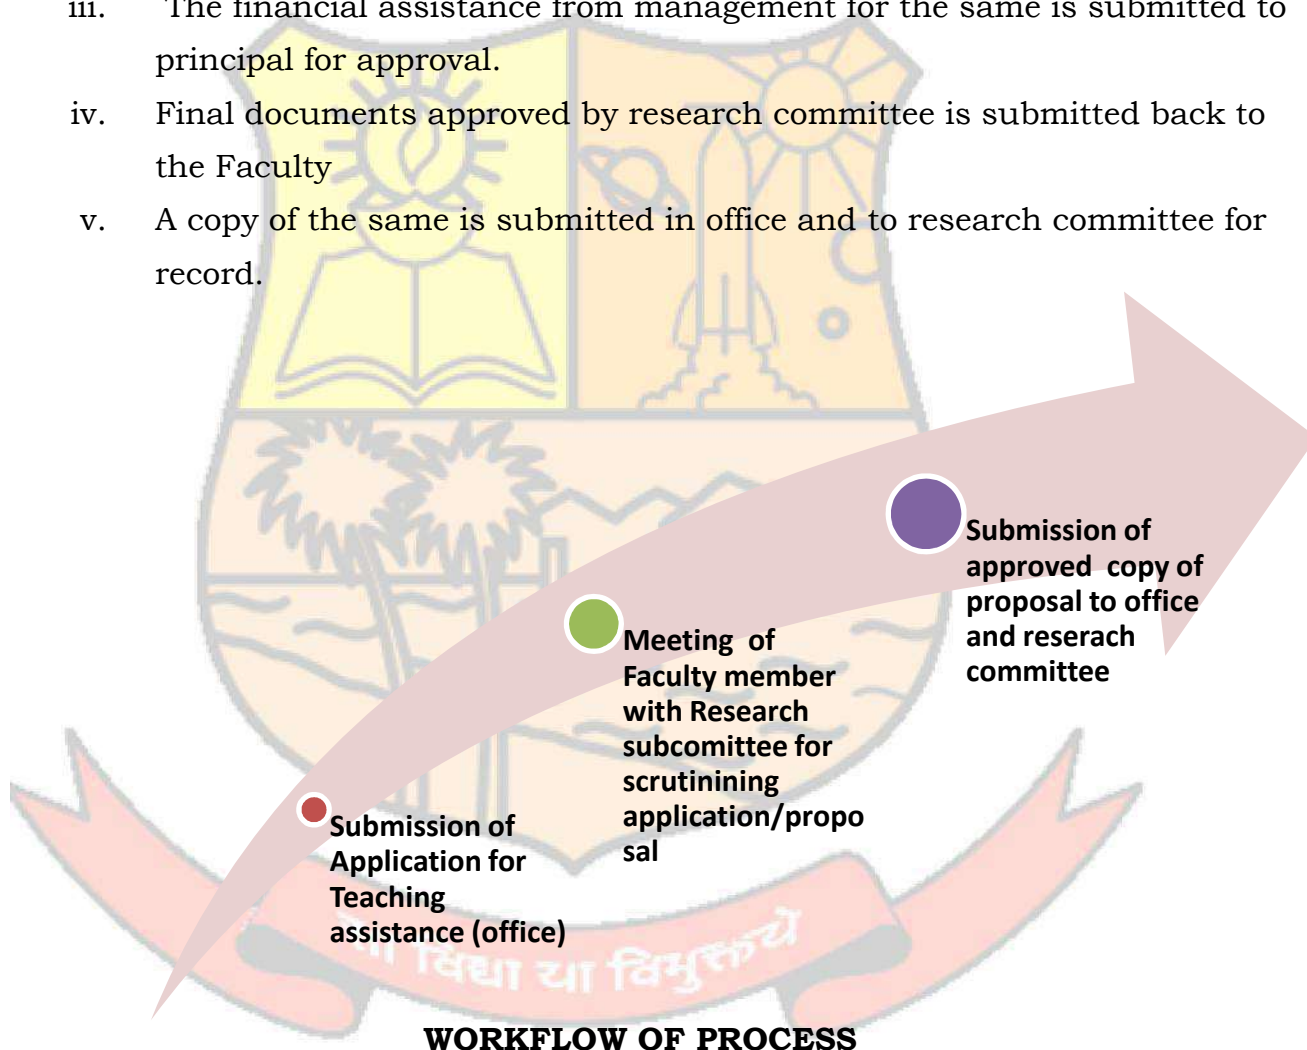 iii. The financial assistance from management for the same is submitted to
principal for approval.
iv. Final documents approved by research committee is submitted back to
the Faculty
v. A copy of the same is submitted in office and to research committee for
record.
Submission of
approved copy of
proposal to office
and reserach
committee
Meeting of
Faculty member
with Research
subcomittee for
scrutinining
application/propo
sal
Submission of
Application for
Teaching
assistance (office)
विद्या या विमुक्तये
WORKFLOW OF PROCESS